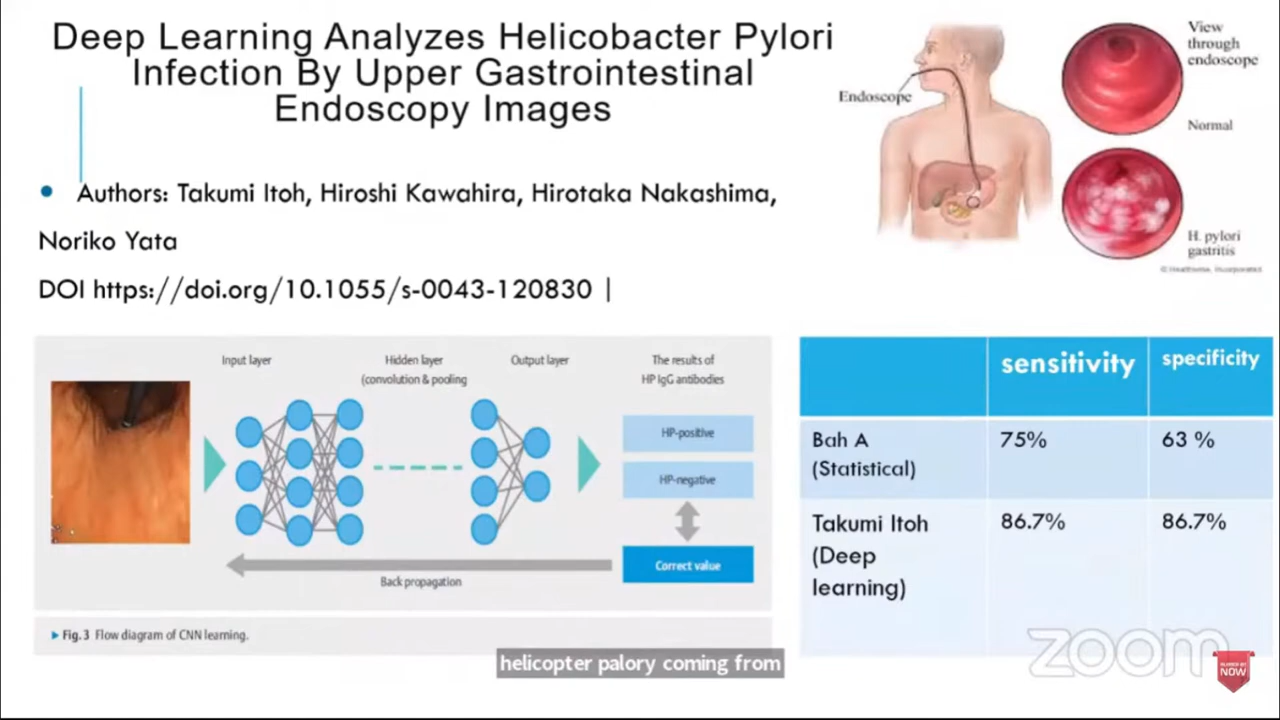 Deep Learning Analyzes Helicobacter Pylori
Infection By Upper Gastrointestinal
Endoscopy Images
• Authors: Takumi Itoh, Hiroshi Kawahira, Hirotaka Nakashima,
Noriko Yata
DOI https://doi.org/10.1055/s-0043-120830 |
Endoscope
View
through
endoscope
Normal
H. pylori
gastritis
Input layer
Hidden layer
(convolution & pooling
Output layer
The results of
HP IgG antibodies
HP-positive
HP-negative
Correct value
Back propagation
▶ Fig. 3 Flow diagram of CNN learning.
sensitivity specificity
Bah A
(Statistical)
75% 63 %
Takumi Itoh
(Deep
learning)
86.7% 86.7%
helicopter palory coming from
zoom
NOW